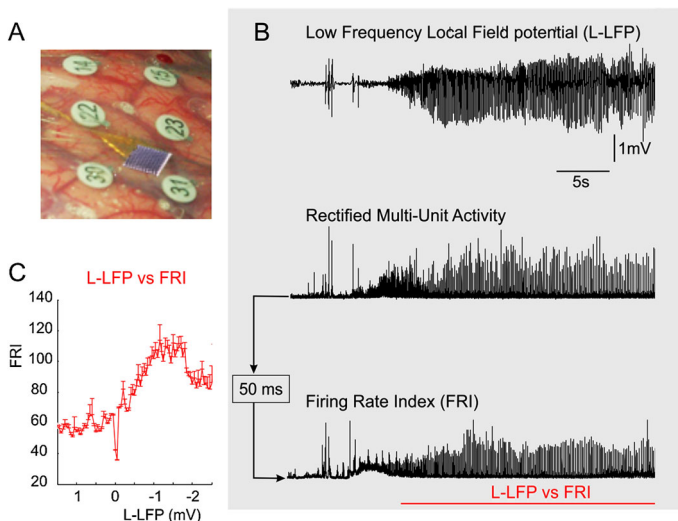 A
14
15
22
23
30
31
B
Low Frequency Local Field potential (L-LFP)
1mV
5s
Rectified Multi-Unit Activity
50 ms
Firing Rate Index (FRI)
L-LFP vs FRI
C
L-LFP vs FRI
140
120
100
80
60
40
20
FRI
1
0
-1
-2
L-LFP (mV)